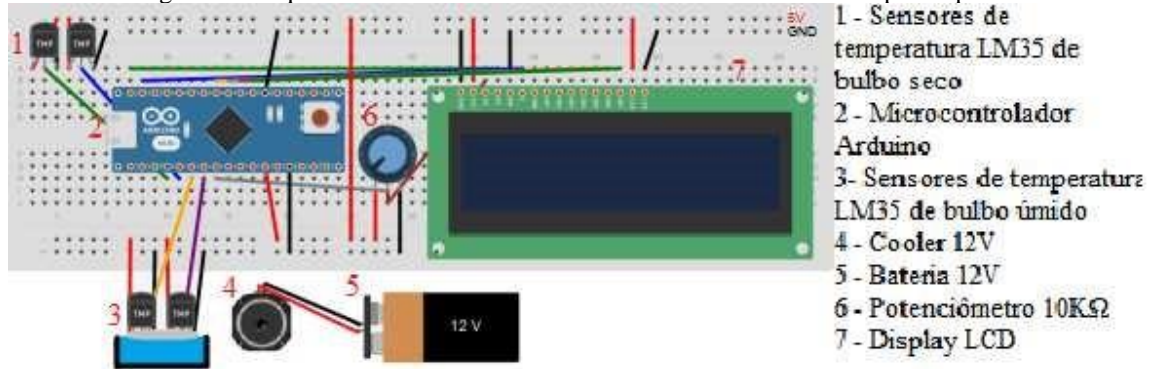 5V
GND
1
TMP
TMP
2
ARDUINO
6
7
3
TMP
TMP
4
5
12 V
1 - Sensores de
temperatura LM35 de
bulbo seco
2 - Microcontrolador
Arduino
3- Sensores de temperatura
LM35 de bulbo úmido
4 - Cooler 12V
5 - Bateria 12V
6 - Potenciômetro 10KΩ
7 - Display LCD